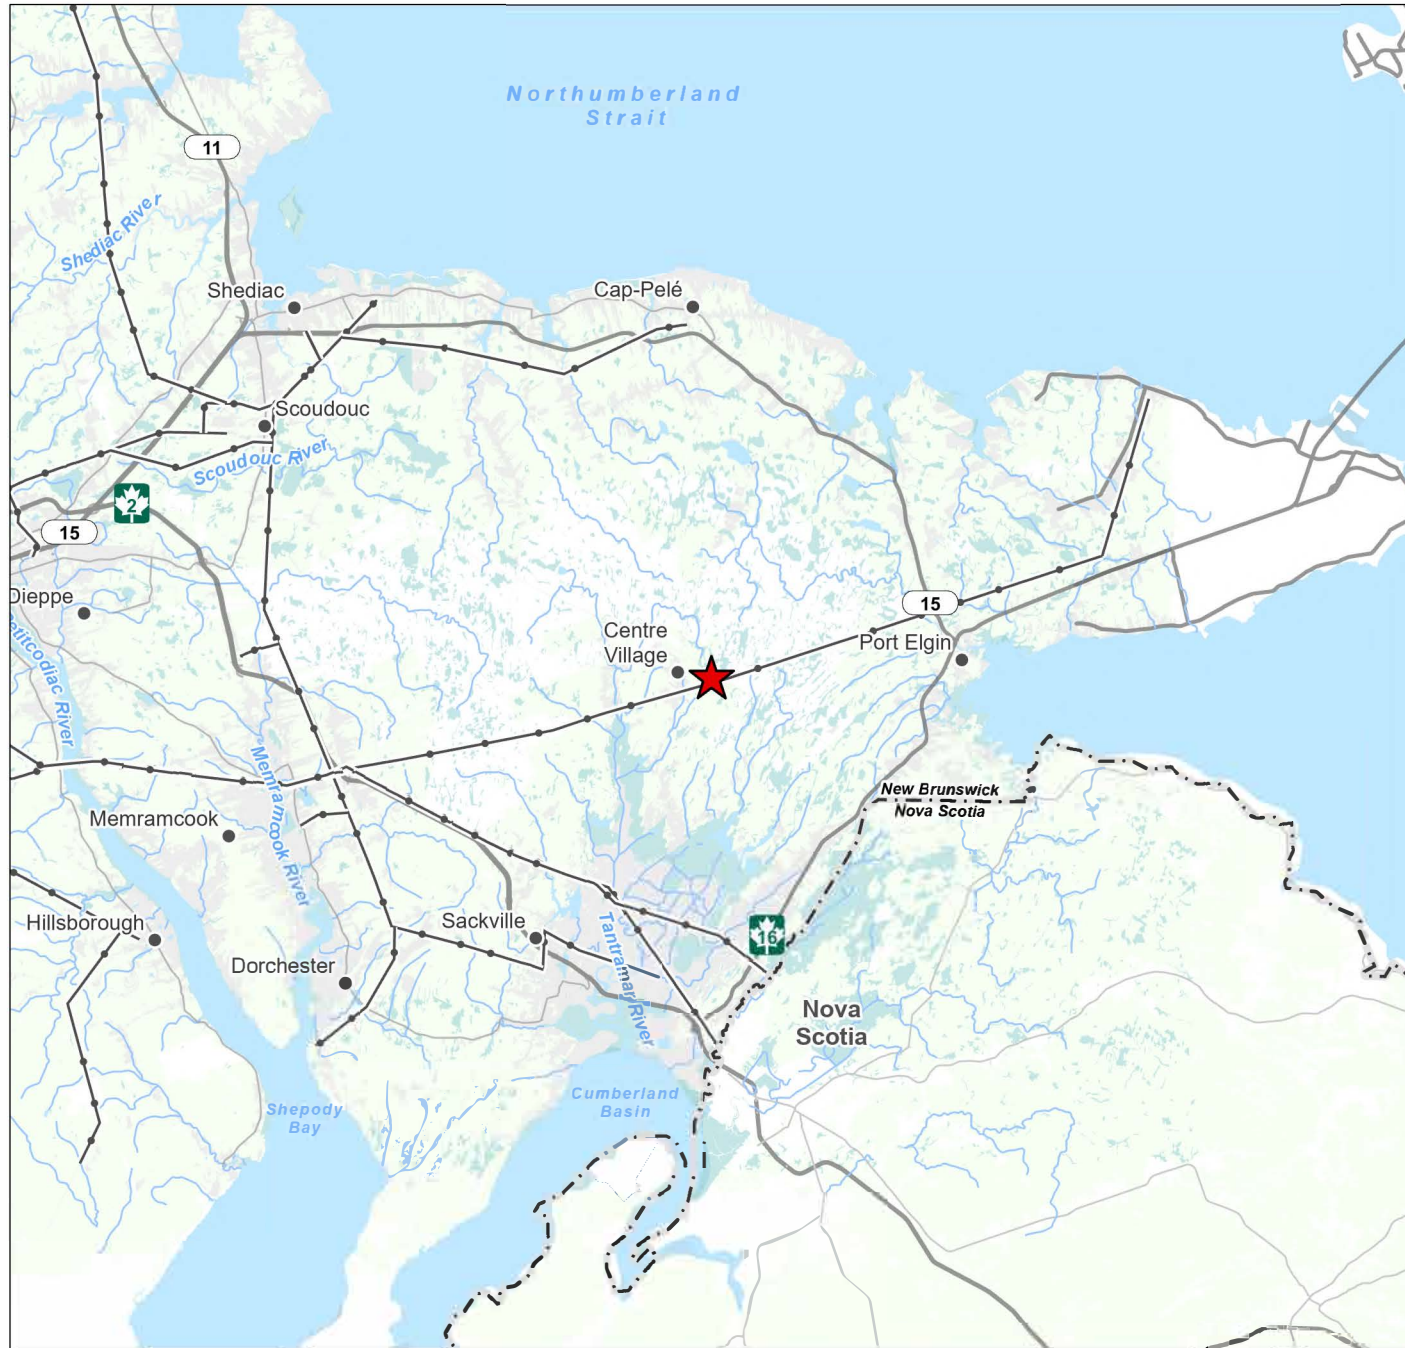 Northumberland
Strait
11
Shediac River
Shediac
Cap-Pelé
Scoudouc
Scoudouc River
2
15
Dieppe
Petitcodiac River
Centre
Village
15
Port Elgin
New Brunswick
Nova Scotia
Memramcook
Memramcook River
Hillsborough
Sackville
Dorchester
Tantramar River
16
Nova
Scotia
Shepody
Bay
Cumberland
Basin